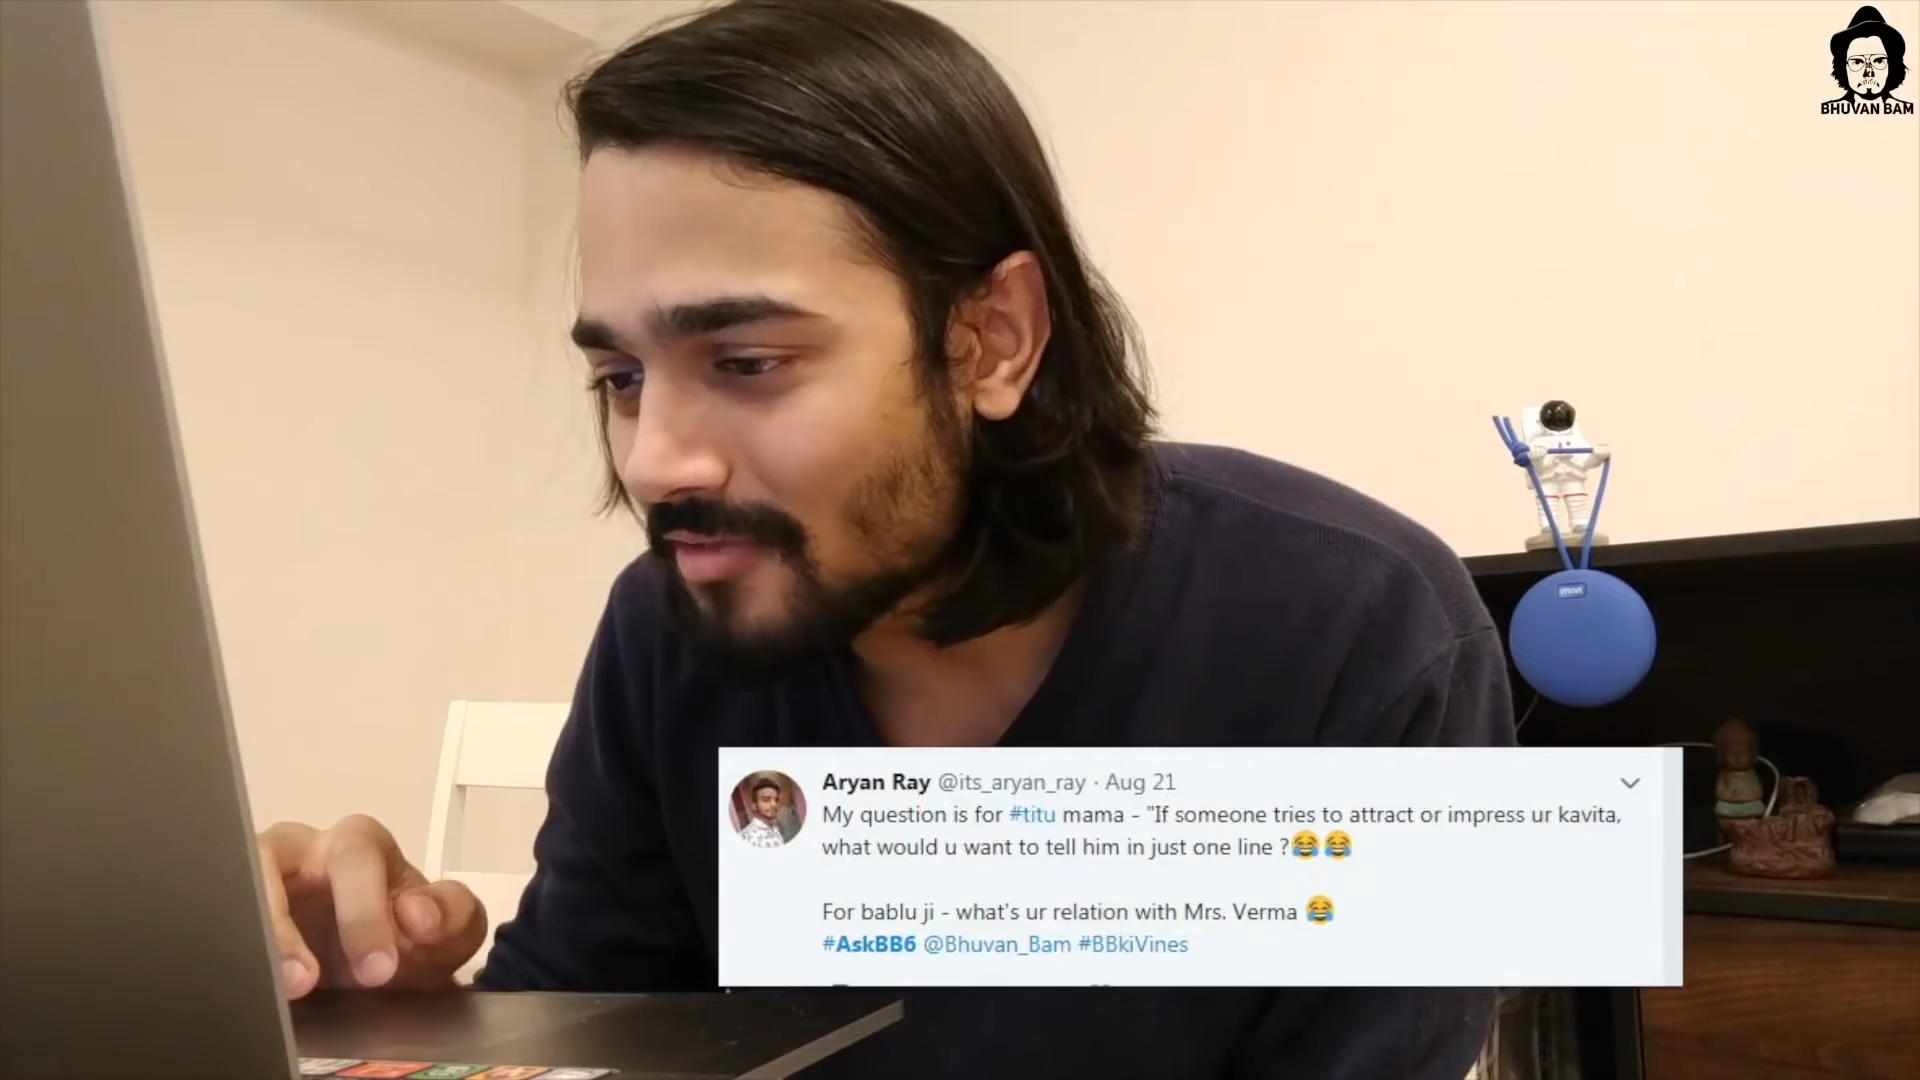 BHUVAN BAM
mivi
Aryan Ray @its_aryan_ray · Aug 21
My question is for #titu mama - "If someone tries to attract or impress ur kavita,
what would u want to tell him in just one line ?😂😂
For bablu ji - what's ur relation with Mrs. Verma 😂
#AskBB6 @Bhuvan_Bam #BBkiVines